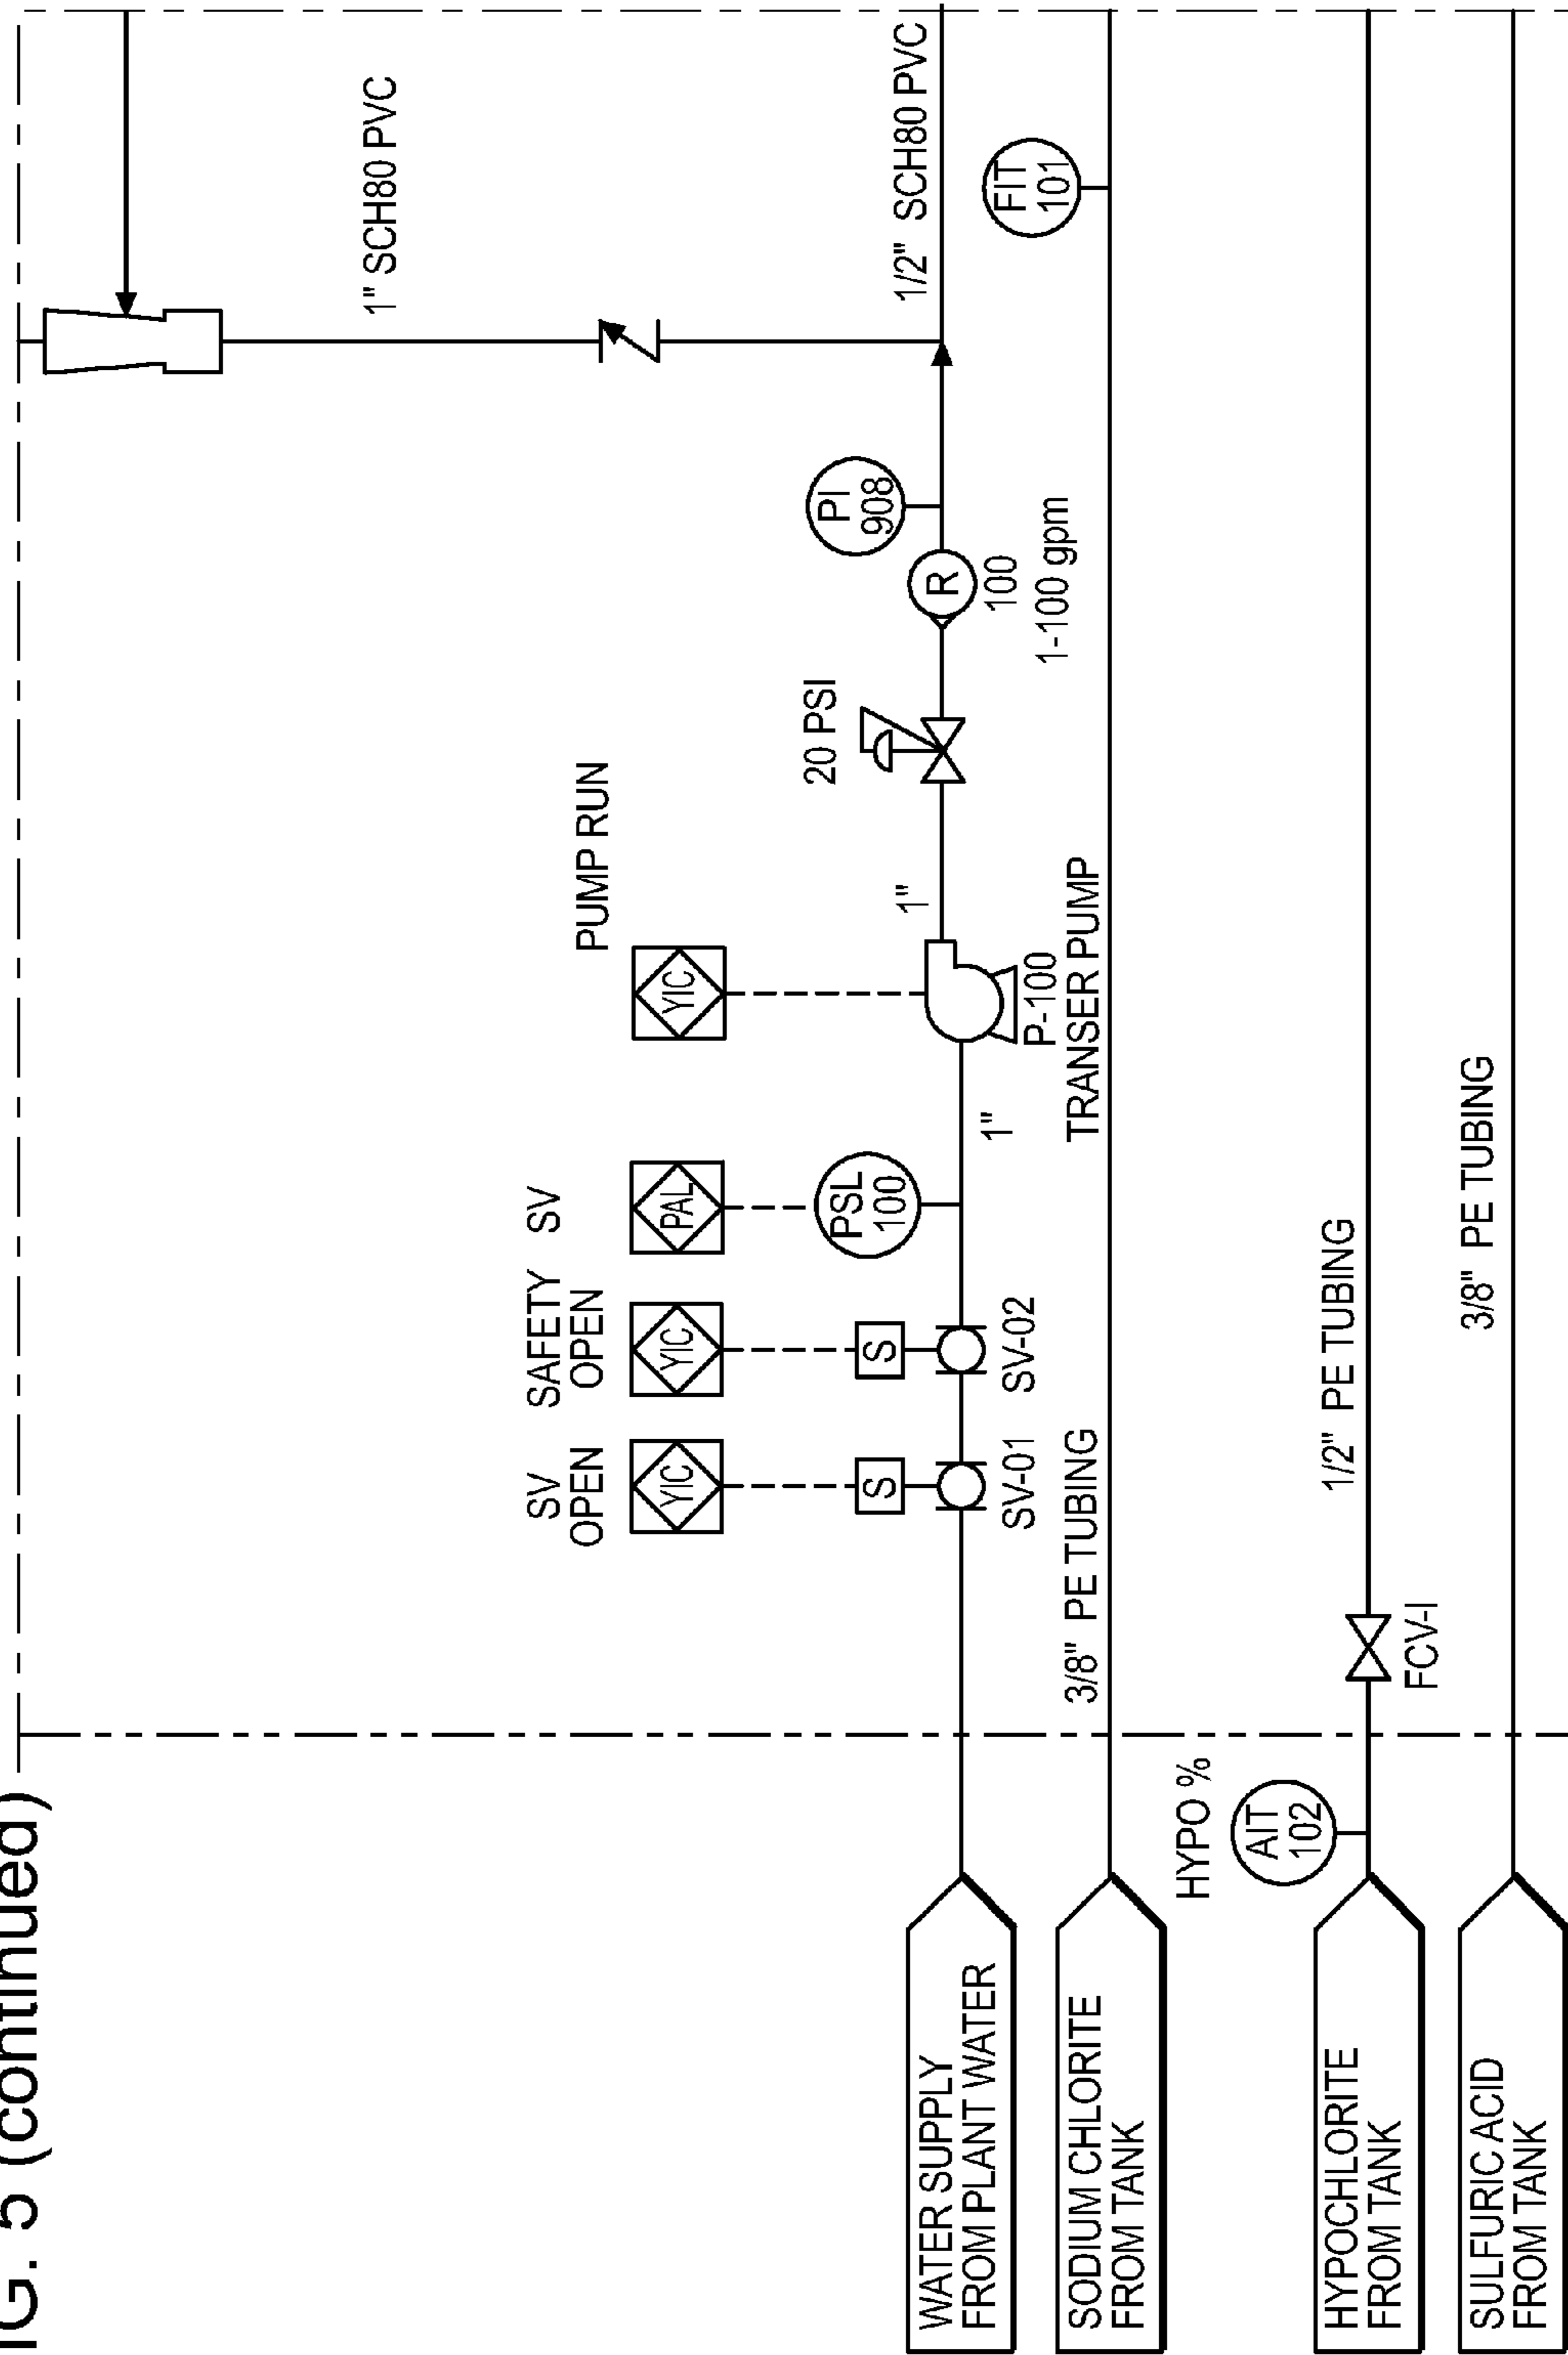 IG. 5 (continued)
1" SCH80 PVC
SV
OPEN
SAFETY SV
OPEN
PUMP RUN
YIC
YIC
PAL
YIC
20 PSI
PI
908
S
S
PSL
100
1"
R
100
1-100 gpm
1/2" SCH80 PVC
WATER SUPPLY
FROM PLANT WATER
SV-01
SV-02
1"
P-100
TRANSER PUMP
FIT
101
SODIUM CHLORITE
FROM TANK
3/8" PE TUBING
HYPO %
AIT
102
HYPOCHLORITE
FROM TANK
FCV-I
1/2" PE TUBING
SULFURIC ACID
FROM TANK
3/8" PE TUBING